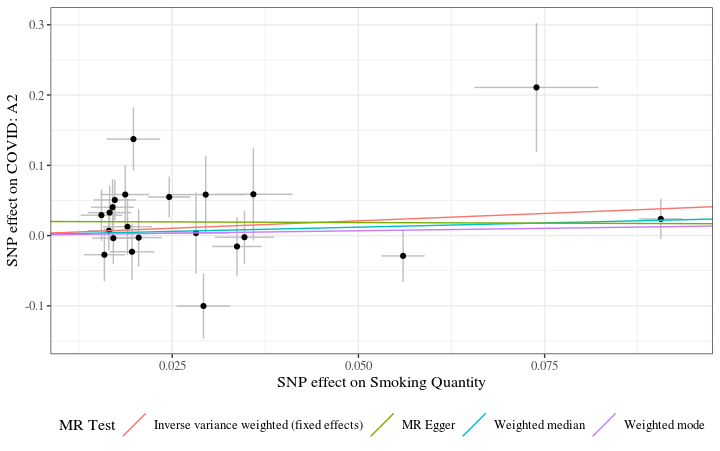 0.3
0.2
0.1
0.0
-0.1
SNP effect on COVID: A2
0.025
0.050
0.075
SNP effect on Smoking Quantity
MR Test
Inverse variance weighted (fixed effects)
MR Egger
Weighted median
Weighted mode